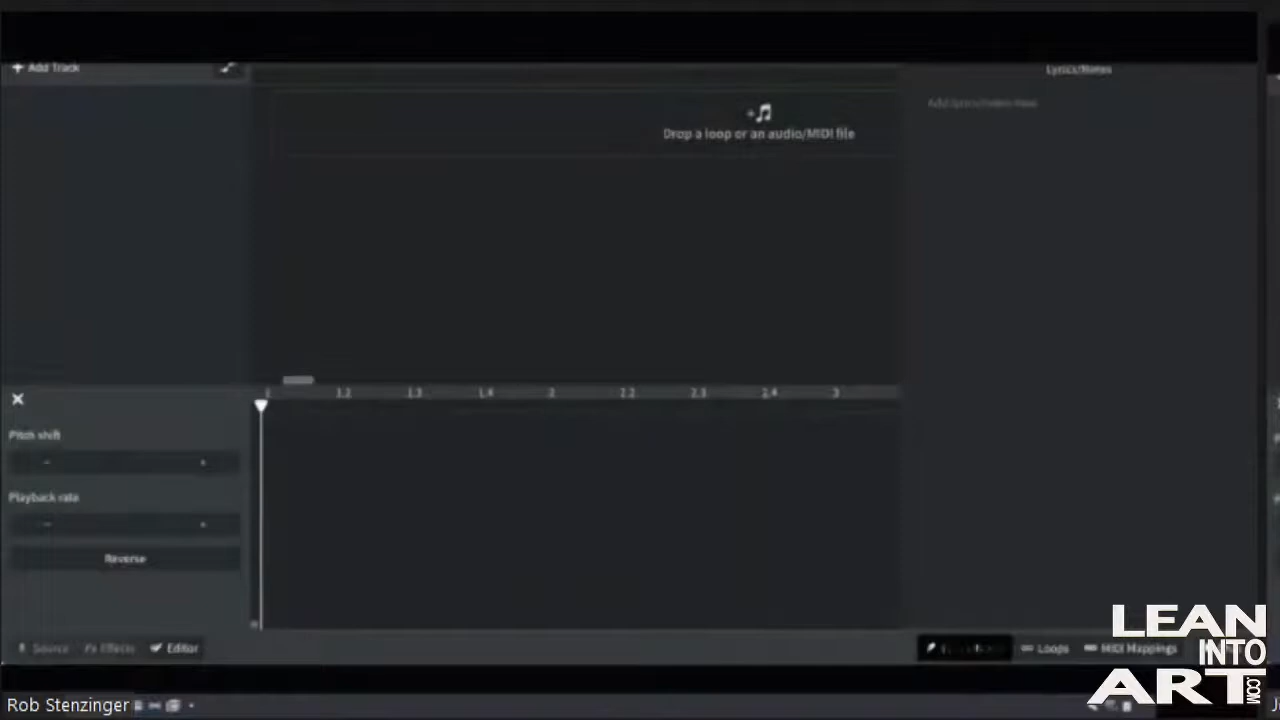 Add Track
Lyrics/Notes
Drop a loop or an audio/MIDI file
1 1.2 1.3 1.4 2 2.2 2.3 2.4 3
Pitch shift
- +
Playback rate
- +
Reverse
Source Fx Effects Editor
Loops MIDI Mappings
LEAN
INTO
ART.COM
Rob Stenzinger